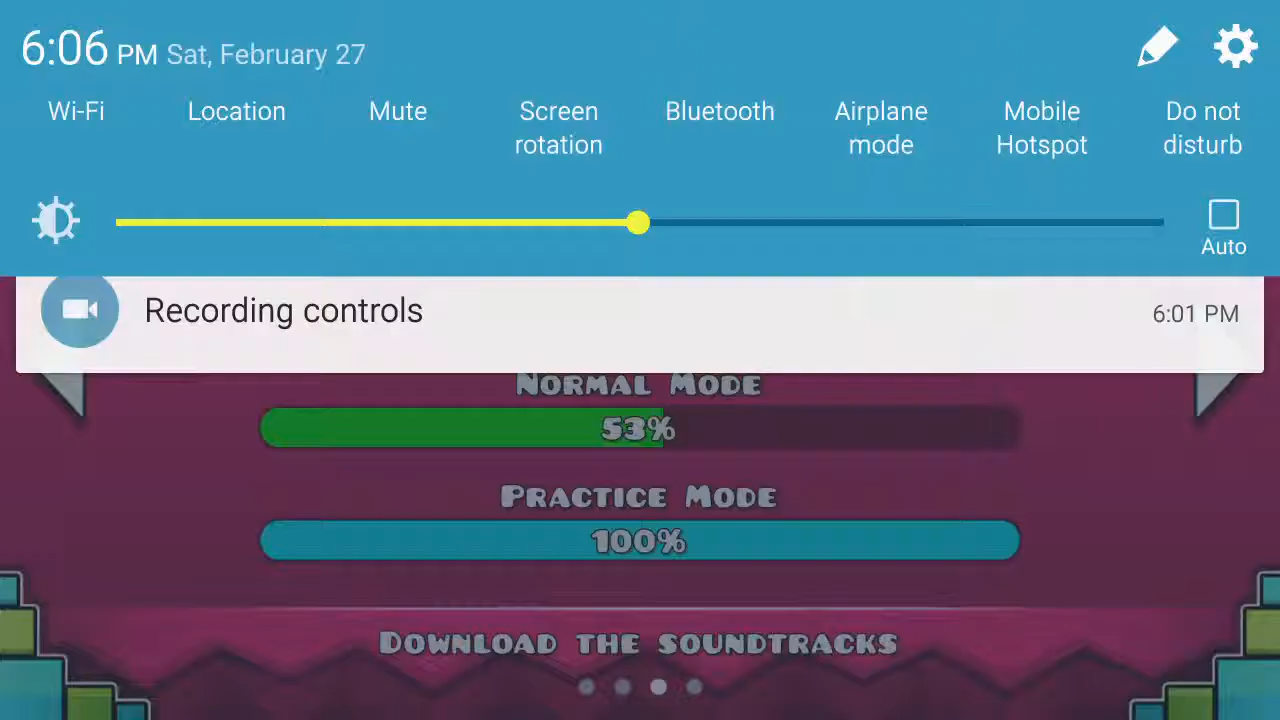 6:06 PM Sat, February 27
Wi-Fi Location Mute Screen rotation Bluetooth Airplane mode Mobile Hotspot Do not disturb
Auto
Recording controls 6:01 PM
NORMAL MODE
53%
PRACTICE MODE
100%
DOWNLOAD THE SOUNDTRACKS